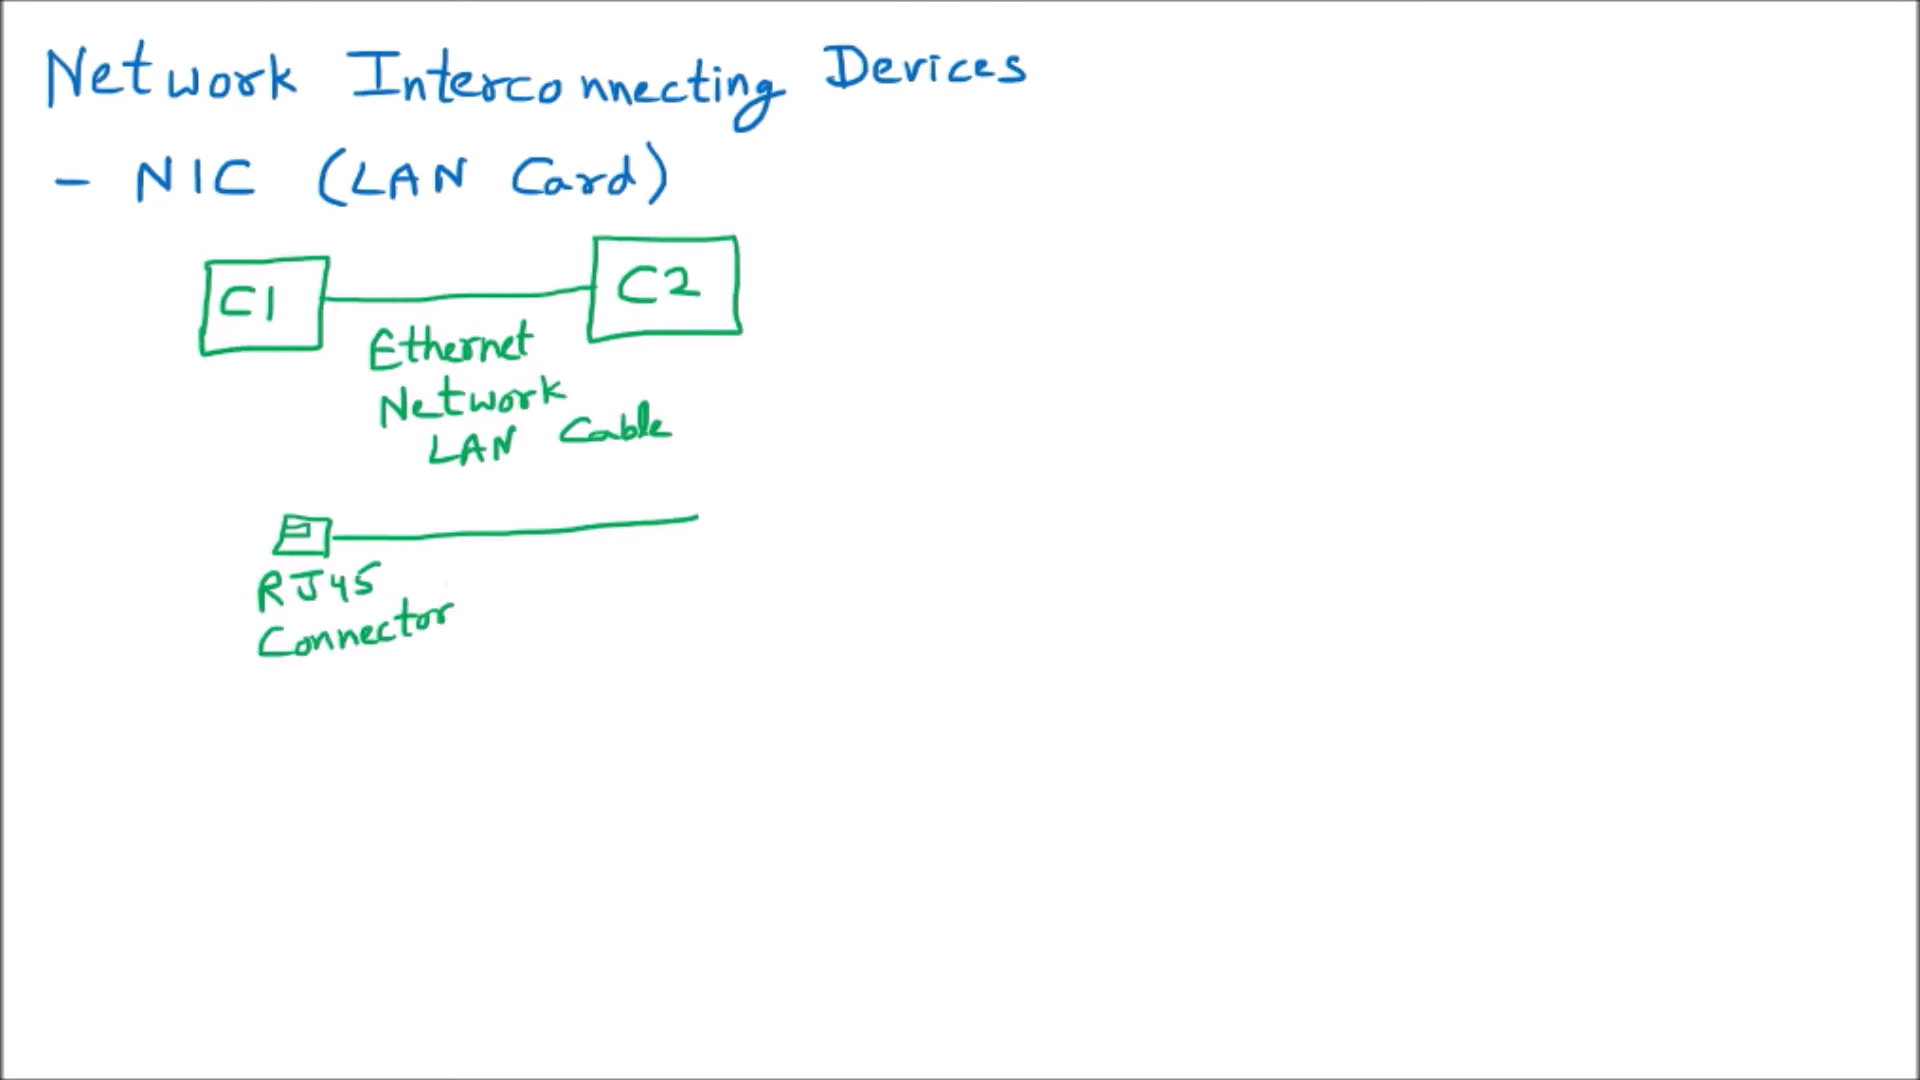 Network Interconnecting Devices
- NIC (LAN Card)
C1
C2
Ethernet
Network
LAN Cable
RJ45
Connector